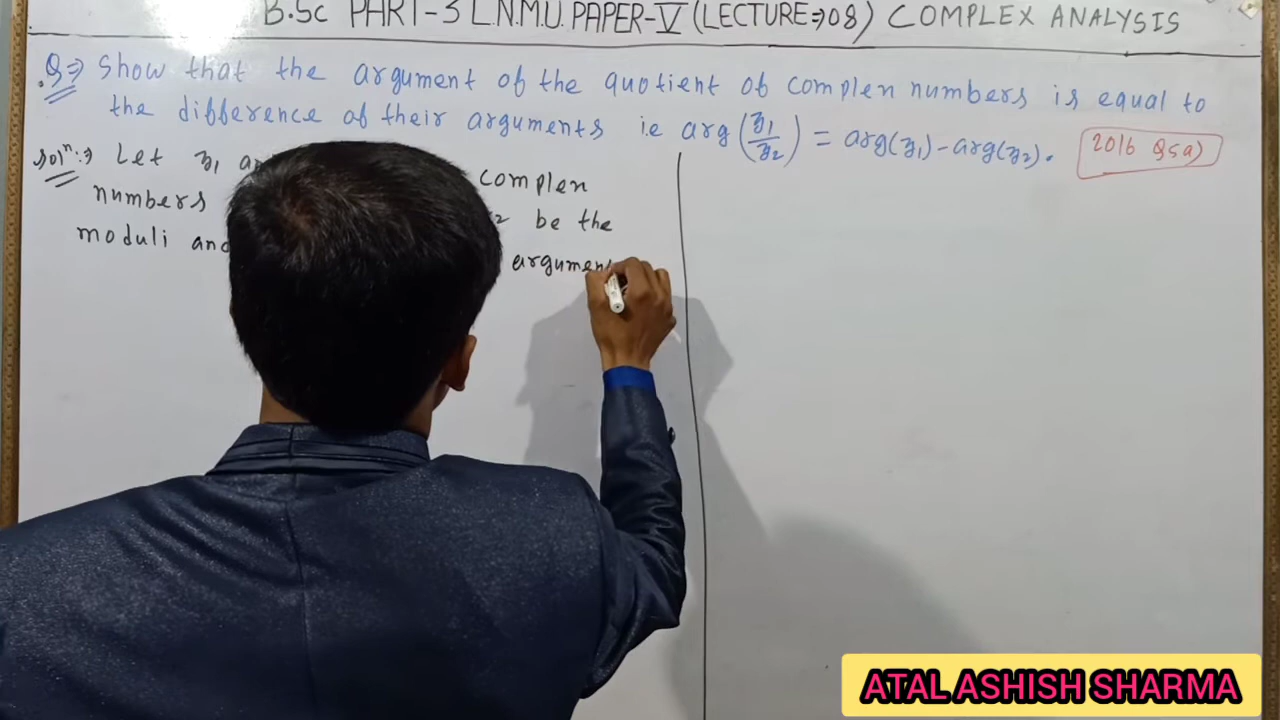 B.Sc PART-3 L.N.M.U. PAPER-V (LECTURE⇒08) COMPLEX ANALYSIS
Q⇒ Show that the argument of the quotient of complex numbers is equal to
the difference of their arguments ie arg(z₁/z₂) = arg(z₁) - arg(z₂).
2016 Q5a)
Solⁿ:⇒ Let z₁ complex
numbers be the
moduli and argument
ATAL ASHISH SHARMA